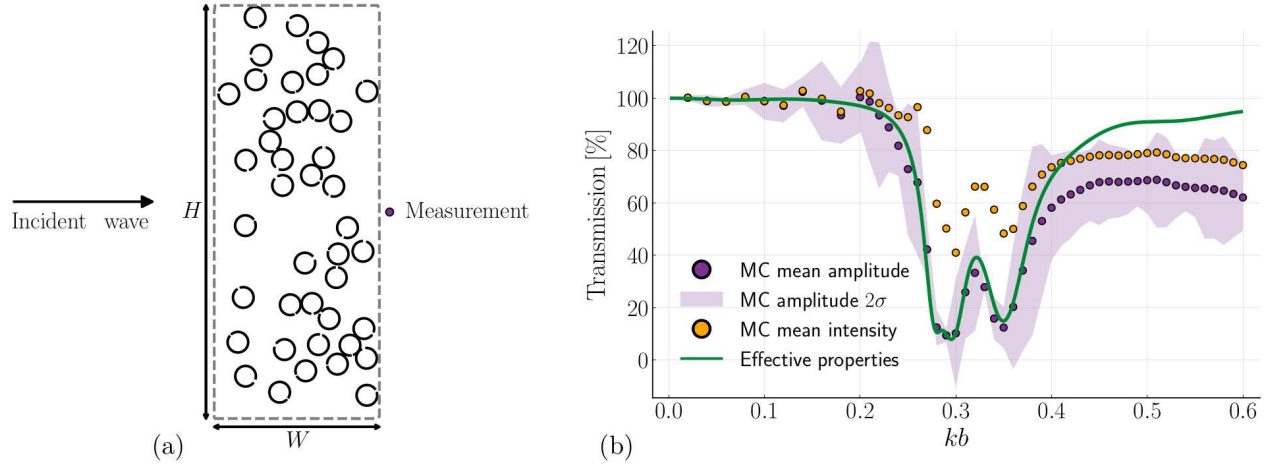 H
Incident wave
Measurement
W
(a)
Transmission [%]
120
100
80
60
40
20
0
MC mean amplitude
MC amplitude 2σ
MC mean intensity
Effective properties
0.0 0.1 0.2 0.3 0.4 0.5 0.6
kb
(b)